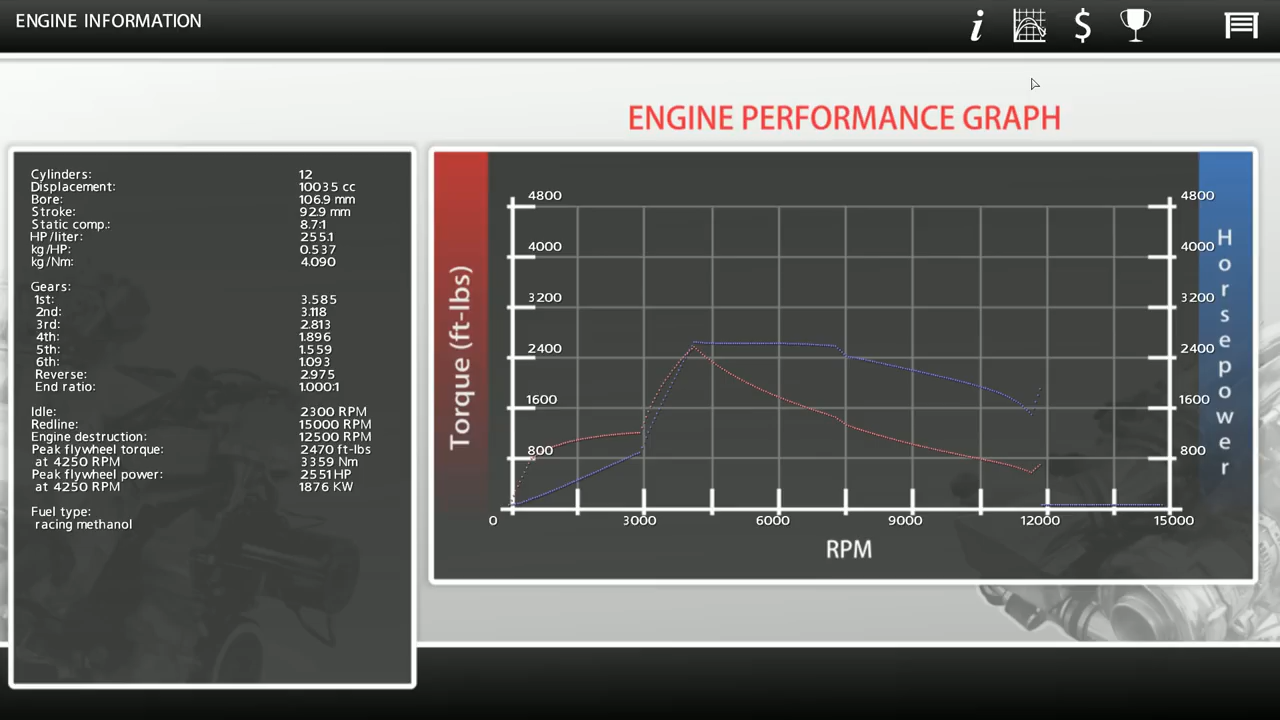 ENGINE INFORMATION
i
$
ENGINE PERFORMANCE GRAPH
Cylinders: 12
Displacement: 10035 cc
Bore: 106.9 mm
Stroke: 92.9 mm
Static comp.: 8.7:1
HP/liter: 255.1
kg/HP: 0.537
kg/Nm: 4.090
Gears:
1st: 3.585
2nd: 3.118
3rd: 2.813
4th: 1.896
5th: 1.559
6th: 1.093
Reverse: 2.975
End ratio: 1.000:1
Idle: 2300 RPM
Redline: 15000 RPM
Engine destruction: 12500 RPM
Peak flywheel torque: 2470 ft-lbs
at 4250 RPM 3359 Nm
Peak flywheel power: 2551HP
at 4250 RPM 1876 KW
Fuel type:
racing methanol
Torque (ft-lbs)
4800
4000
3200
2400
1600
800
4800
4000
3200
2400
1600
800
Horsepower
0 3000 6000 9000 12000 15000
RPM